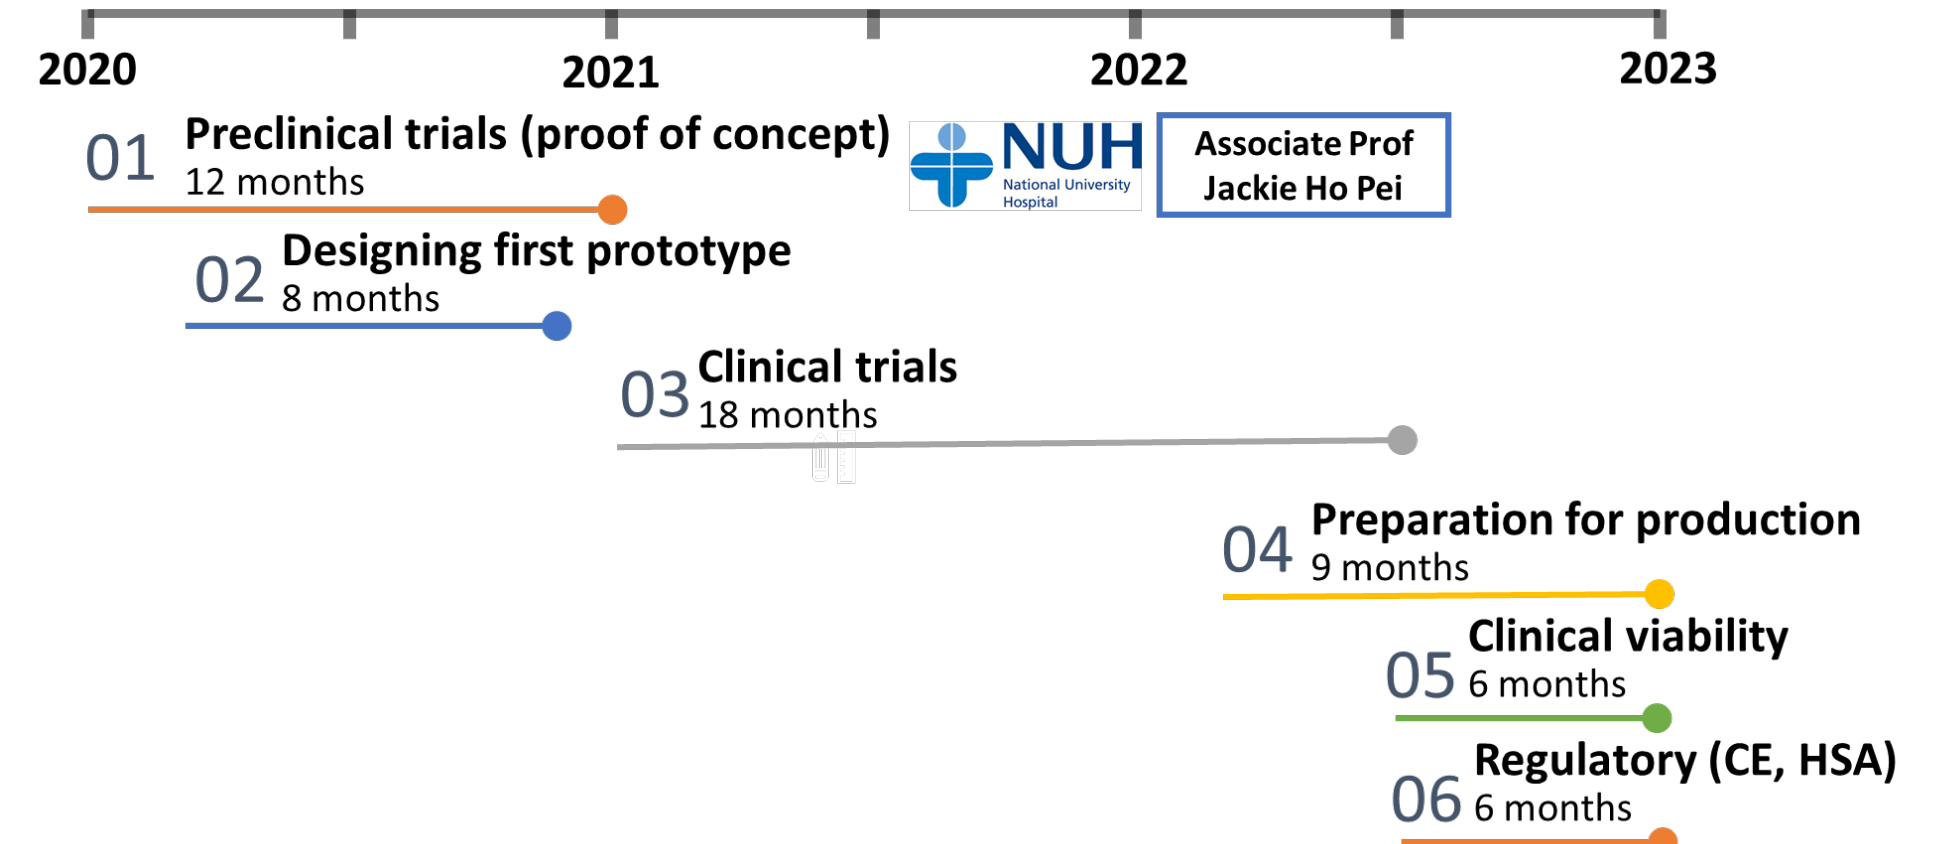 2020
2021
2022
2023
01
Preclinical trials (proof of concept)
12 months
NUH
National University
Hospital
Associate Prof
Jackie Ho Pei
02
Designing first prototype
8 months
03
Clinical trials
18 months
04
Preparation for production
9 months
05
Clinical viability
6 months
06
Regulatory (CE, HSA)
6 months